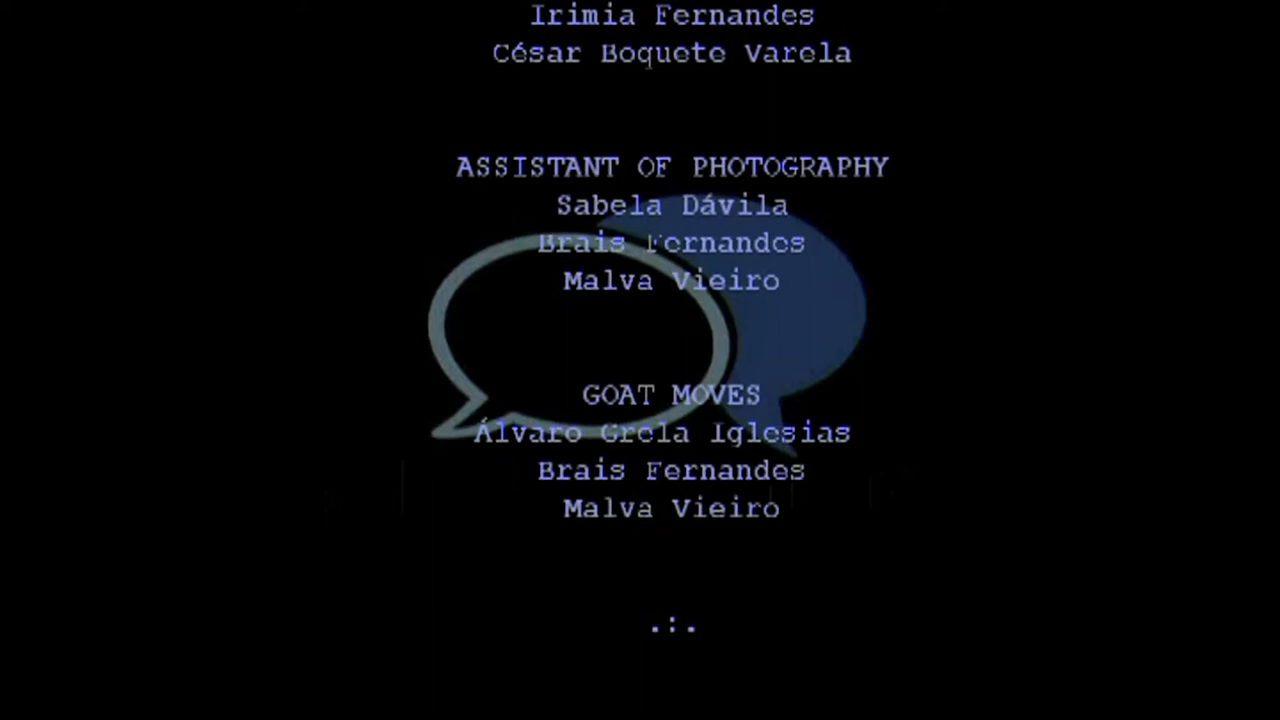 Irimia Fernandes
César Boquete Varela
ASSISTANT OF PHOTOGRAPHY
Sabela Dávila
Brais Fernandes
Malva Vieiro
GOAT MOVES
Álvaro Grela Iglesias
Brais Fernandes
Malva Vieiro
.:.